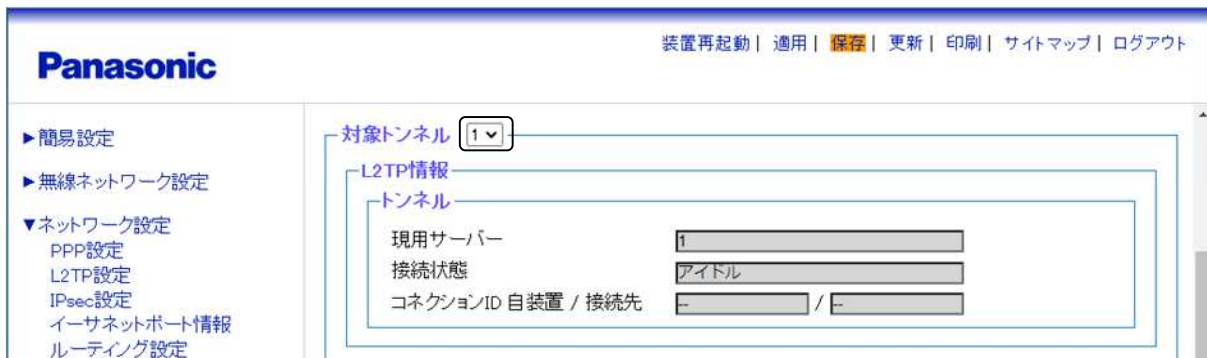 装置再起動| 適用| 保存| 更新| 印刷| サイトマップ| ログアウト
Panasonic
▶簡易設定
▶無線ネットワーク設定
▼ネットワーク設定
PPP設定
L2TP設定
IPsec設定
イーサネットポート情報
ルーティング設定
対象トンネル 1
L2TP情報
トンネル
現用サーバー 1
接続状態 アイドル
コネクションID 自装置 / 接続先 -- / --